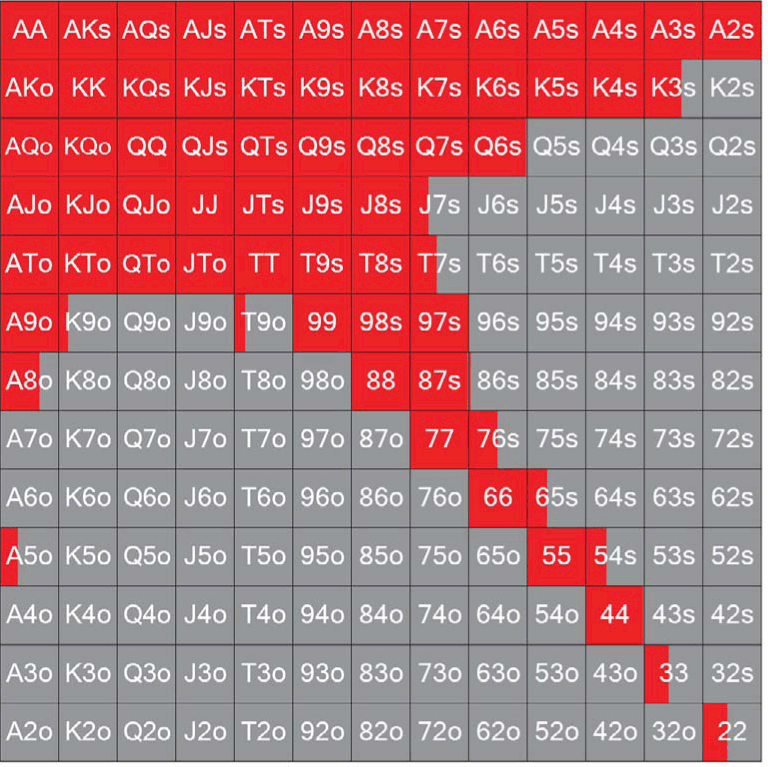 AA AKs AQs AJs ATs A9s A8s A7s A6s A5s A4s A3s A2s
AKo KK KQs KJs KTs K9s K8s K7s K6s K5s K4s K3s K2s
AQo KQo QQ QJs QTs Q9s Q8s Q7s Q6s Q5s Q4s Q3s Q2s
AJo KJo QJo JJ JTs J9s J8s J7s J6s J5s J4s J3s J2s
ATo KTo QTo JTo TT T9s T8s T7s T6s T5s T4s T3s T2s
A9o K9o Q9o J9o T9o 99 98s 97s 96s 95s 94s 93s 92s
A8o K8o Q8o J8o T8o 98o 88 87s 86s 85s 84s 83s 82s
A7o K7o Q7o J7o T7o 97o 87o 77 76s 75s 74s 73s 72s
A6o K6o Q6o J6o T6o 96o 86o 76o 66 65s 64s 63s 62s
A5o K5o Q5o J5o T5o 95o 85o 75o 65o 55 54s 53s 52s
A4o K4o Q4o J4o T4o 94o 84o 74o 64o 54o 44 43s 42s
A3o K3o Q3o J3o T3o 93o 83o 73o 63o 53o 43o 33 32s
A2o K2o Q2o J2o T2o 92o 82o 72o 62o 52o 42o 32o 22